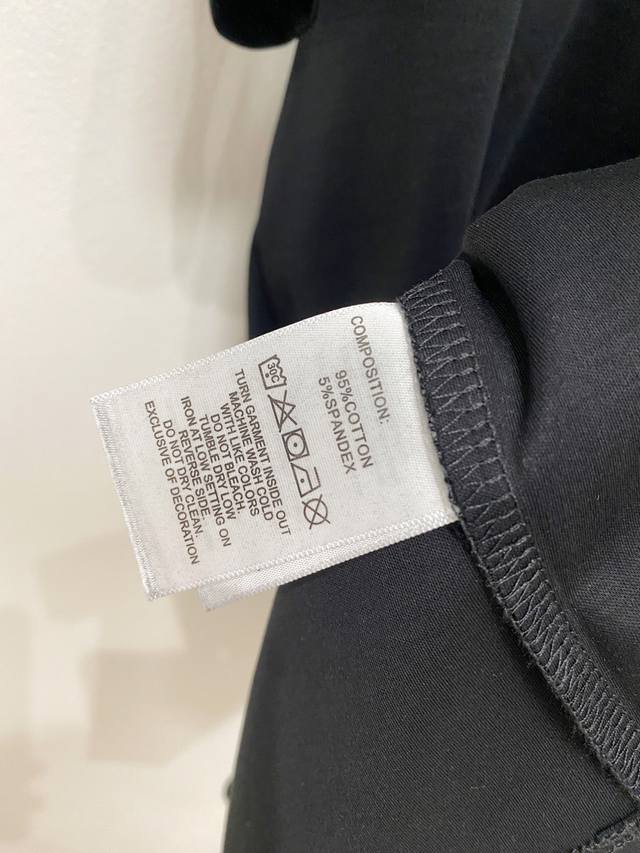 COMPOSITION:
95%COTTON
5%SPANDEX
30C
TURN GARMENT INSIDE OUT
MACHINE WASH COLD
WITH LIKE COLORS
DO NOT BLEACH.
TUMBLE DRY LOW
IRON AT LOW SETTING ON
REVERSE SIDE.
DO NOT DRY CLEAN.
EXCLUSIVE OF DECORATION